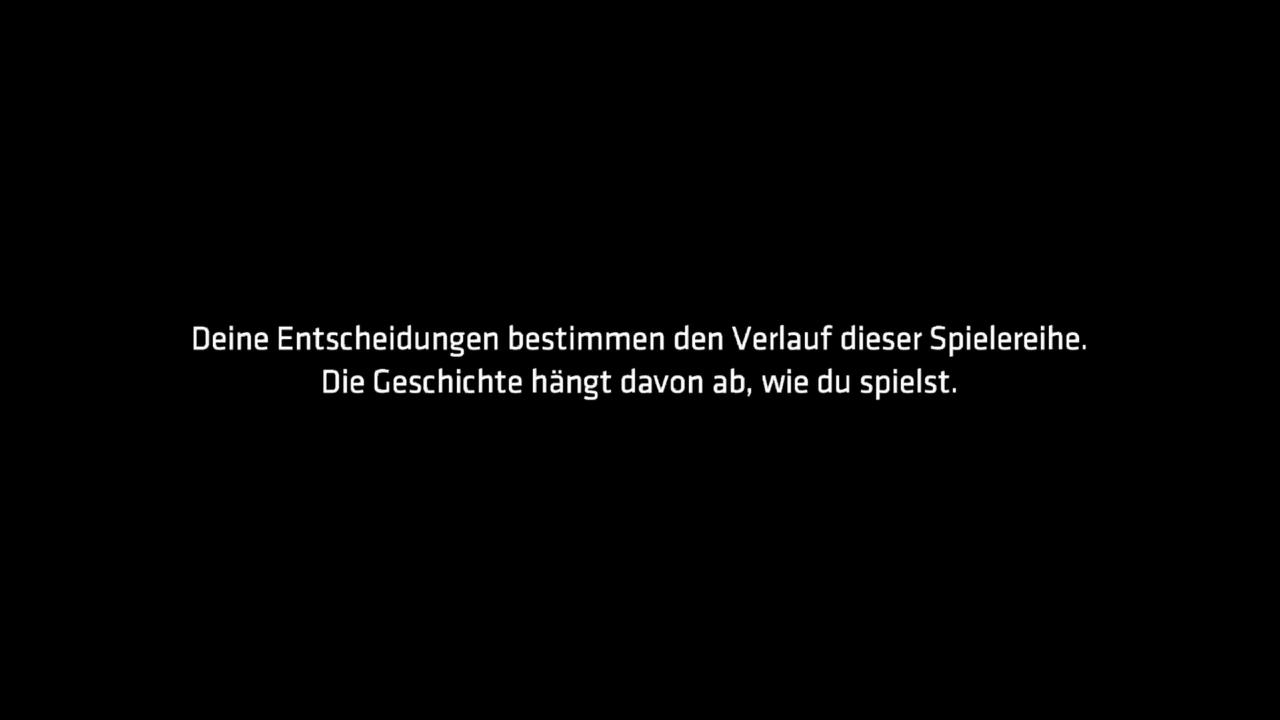 Deine Entscheidungen bestimmen den Verlauf dieser Spielereihe.
Die Geschichte hängt davon ab, wie du spielst.